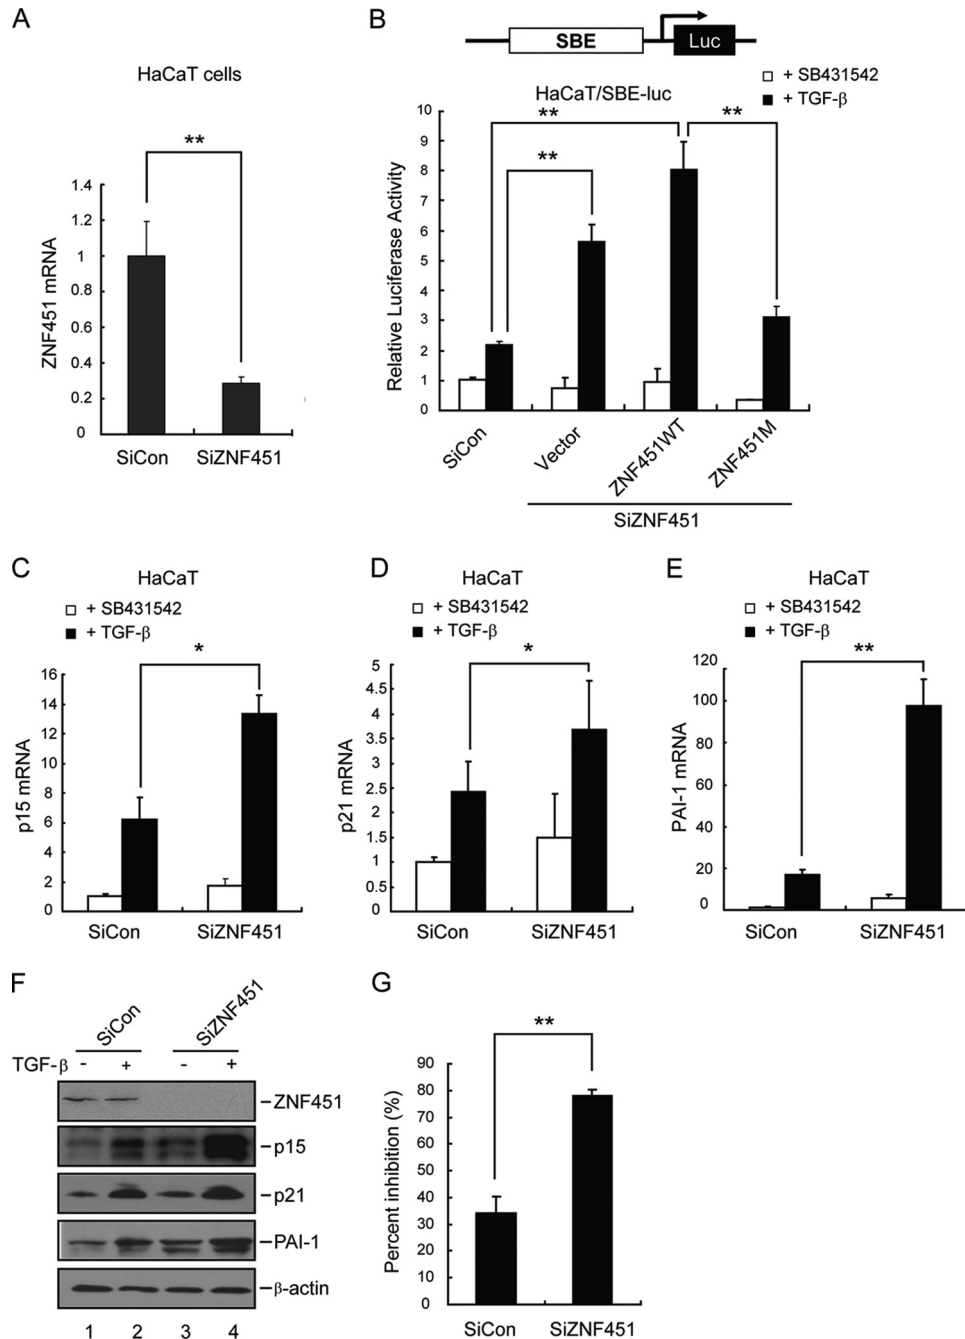 A
HaCaT cells
**
ZNF451 mRNA
1.4
1.2
1
0.8
0.6
0.4
0.2
0
SiCon SiZNF451
B
SBE Luc
+ SB431542
+ TGF-β
HaCaT/SBE-luc
** **
**
Relative Luciferase Activity
10
9
8
7
6
5
4
3
2
1
0
SiCon Vector ZNF451WT ZNF451M
SiZNF451
C
HaCaT
+ SB431542
+ TGF-β
*
p15 mRNA
16
14
12
10
8
6
4
2
0
SiCon SiZNF451
D
HaCaT
+ SB431542
+ TGF-β
*
p21 mRNA
5
4.5
4
3.5
3
2.5
2
1.5
1
0.5
0
SiCon SiZNF451
E
HaCaT
+ SB431542
+ TGF-β
**
PAI-1 mRNA
120
100
80
60
40
20
0
SiCon SiZNF451
F
SiCon SiZNF451
TGF-β - + - +
ZNF451
p15
p21
PAI-1
β-actin
1 2 3 4
G
**
Percent inhibition (%)
90
80
70
60
50
40
30
20
10
0
SiCon SiZNF451